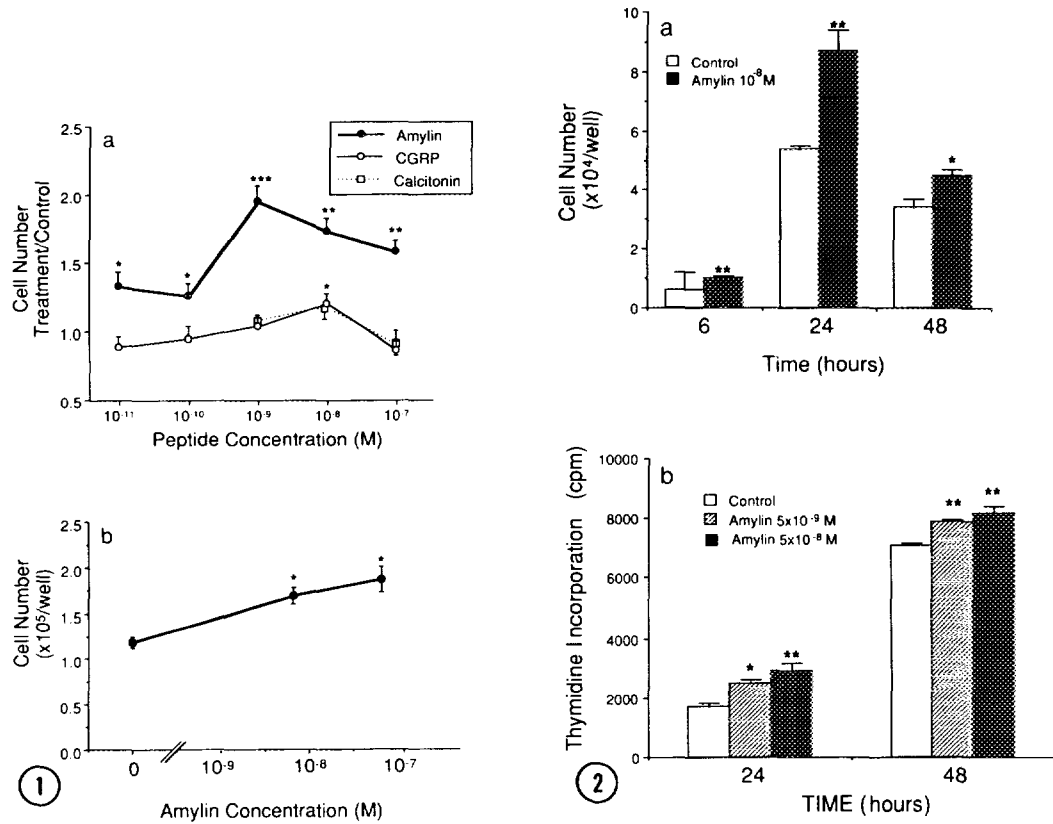 a
2.5
2.0
1.5
1.0
0.5
Cell Number
Treatment/Control
Amylin
CGRP
Calcitonin
*
*
***
**
**
*
10-11
10-10
10-9
10-8
10-7
Peptide Concentration (M)
b
2.5
2.0
1.5
1.0
0.5
0.0
Cell Number
(x10⁵/well)
*
*
0
10-9
10-8
10-7
Amylin Concentration (M)
1
a
10
8
6
4
2
0
Cell Number
(x10⁴/well)
Control
Amylin 10-8M
**
**
*
6
24
48
Time (hours)
b
10000
8000
6000
4000
2000
0
Thymidine Incorporation (cpm)
Control
Amylin 5x10-9 M
Amylin 5x10-8 M
*
**
**
**
24
48
TIME (hours)
2